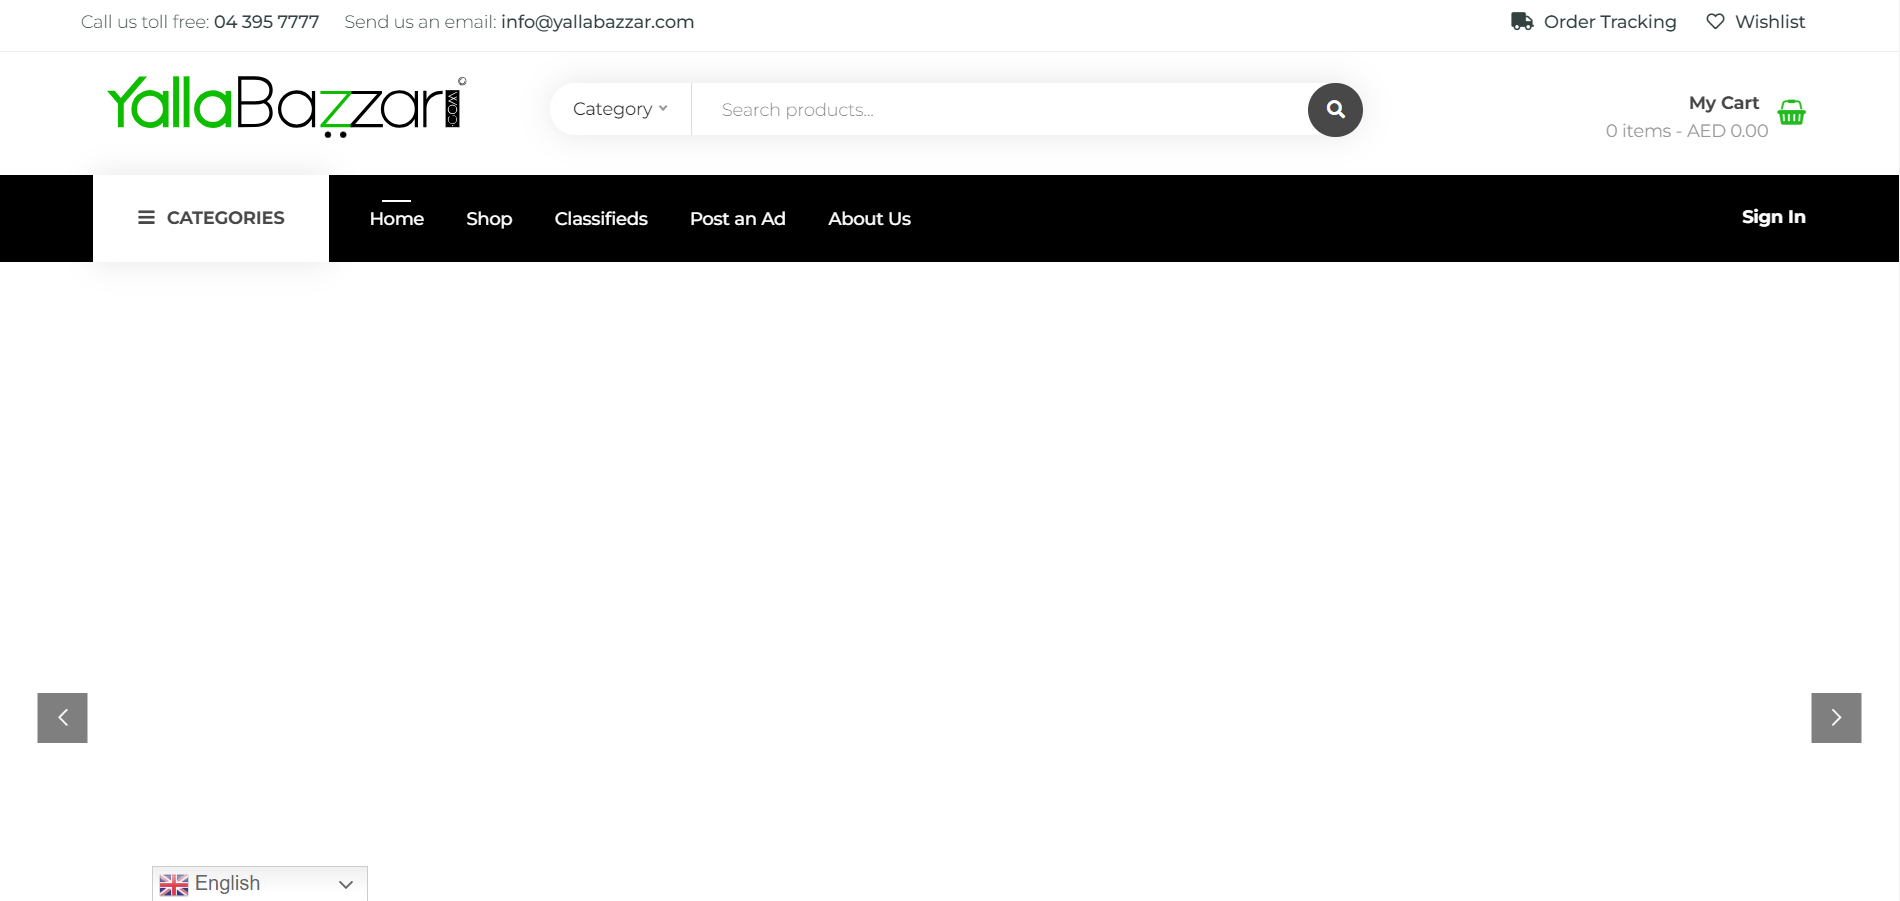 Call us toll free: 04 395 7777 Send us an email: info@yallabazzar.com Order Tracking Wishlist
YallaBazzar.com ©
Category Search products...
My Cart
0 items - AED 0.00
CATEGORIES Home Shop Classifieds Post an Ad About Us Sign In
English